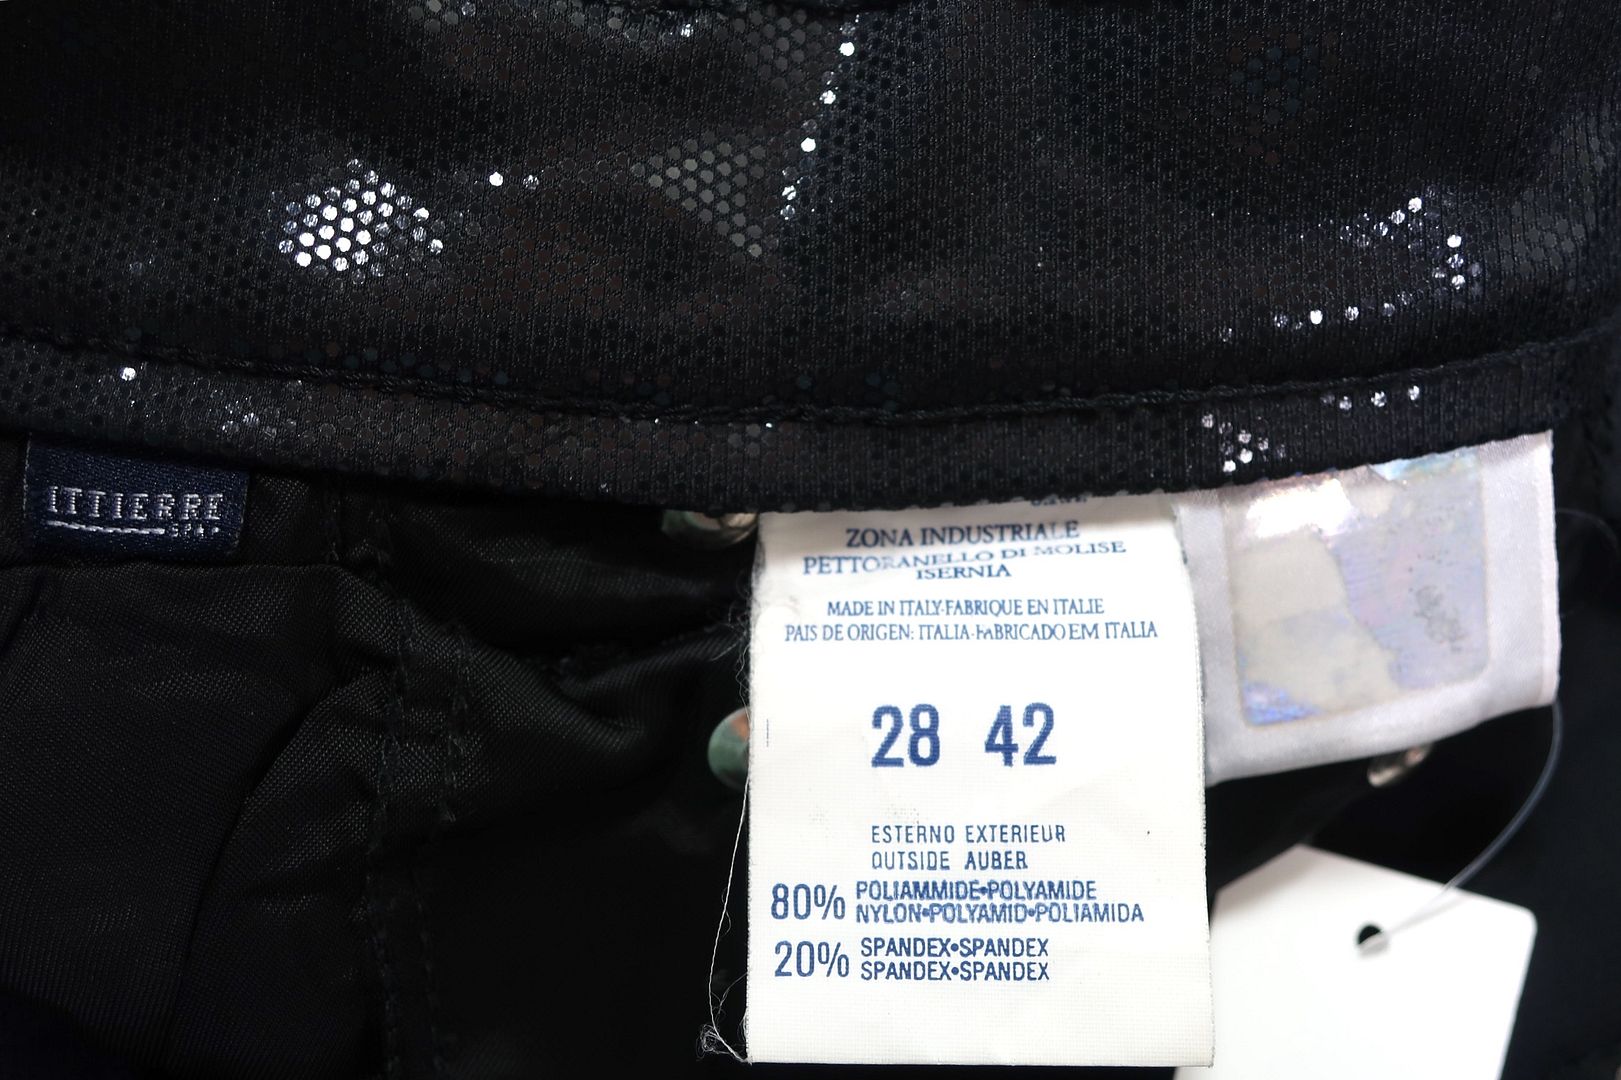 ITTIERRE
S.P.A.
ZONA INDUSTRIALE
PETTORANELLO DI MOLISE
ISERNIA
MADE IN ITALY-FABRIQUE EN ITALIE
PAIS DE ORIGEN: ITALIA-FABRICADO EM ITALIA
28 42
ESTERNO EXTERIEUR
OUTSIDE AUBER
80% POLIAMMIDE•POLYAMIDE
NYLON•POLYAMID•POLIAMIDA
20% SPANDEX•SPANDEX
SPANDEX•SPANDEX